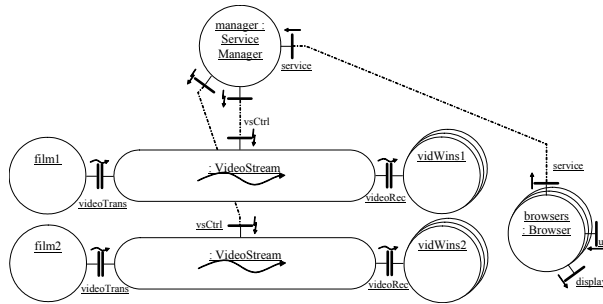 manager :
Service
Manager
service
vsCtrl
film1
: VideoStream
vidWins1
videoTrans
videoRec
service
vsCtrl
browsers
: Browser
film2
: VideoStream
vidWins2
videoTrans
videoRec
display